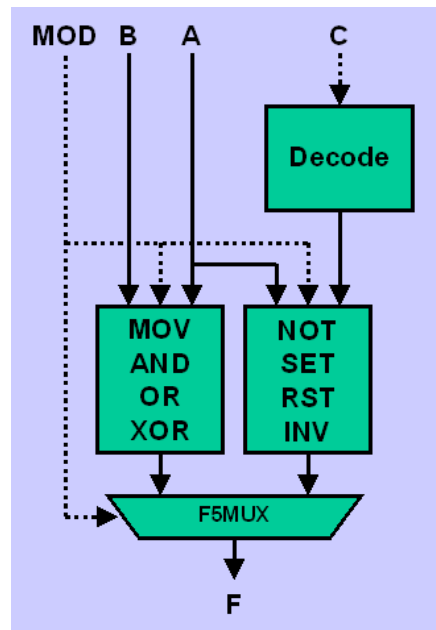 MOD B A C
Decode
MOV
AND
OR
XOR
NOT
SET
RST
INV
F5MUX
F